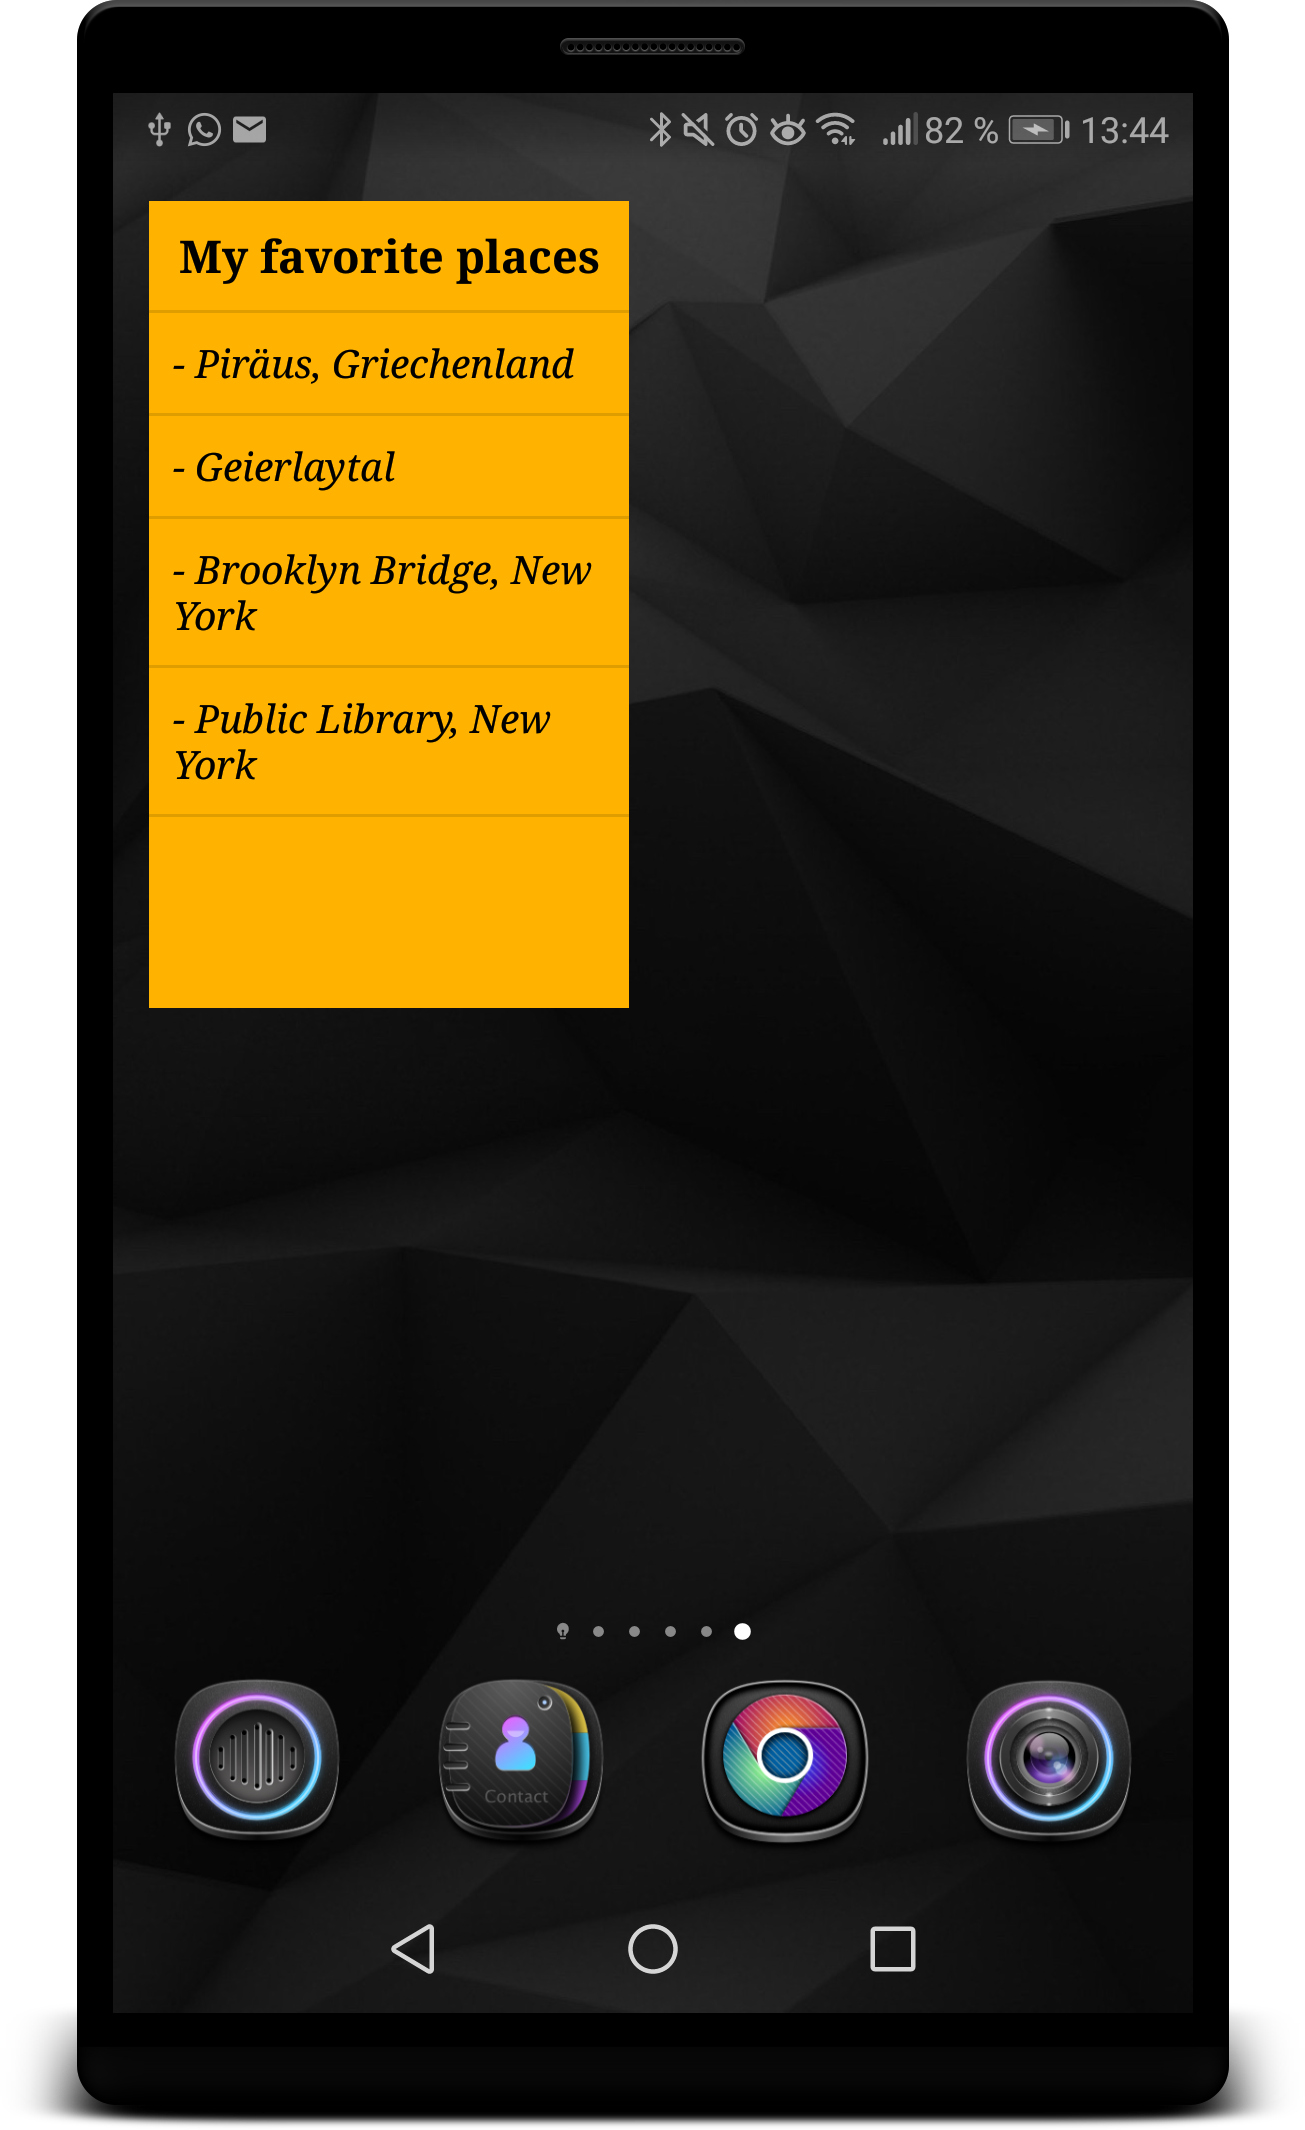 82 % 13:44
My favorite places
- Piräus, Griechenland
- Geierlaytal
- Brooklyn Bridge, New
York
- Public Library, New
York
Contact